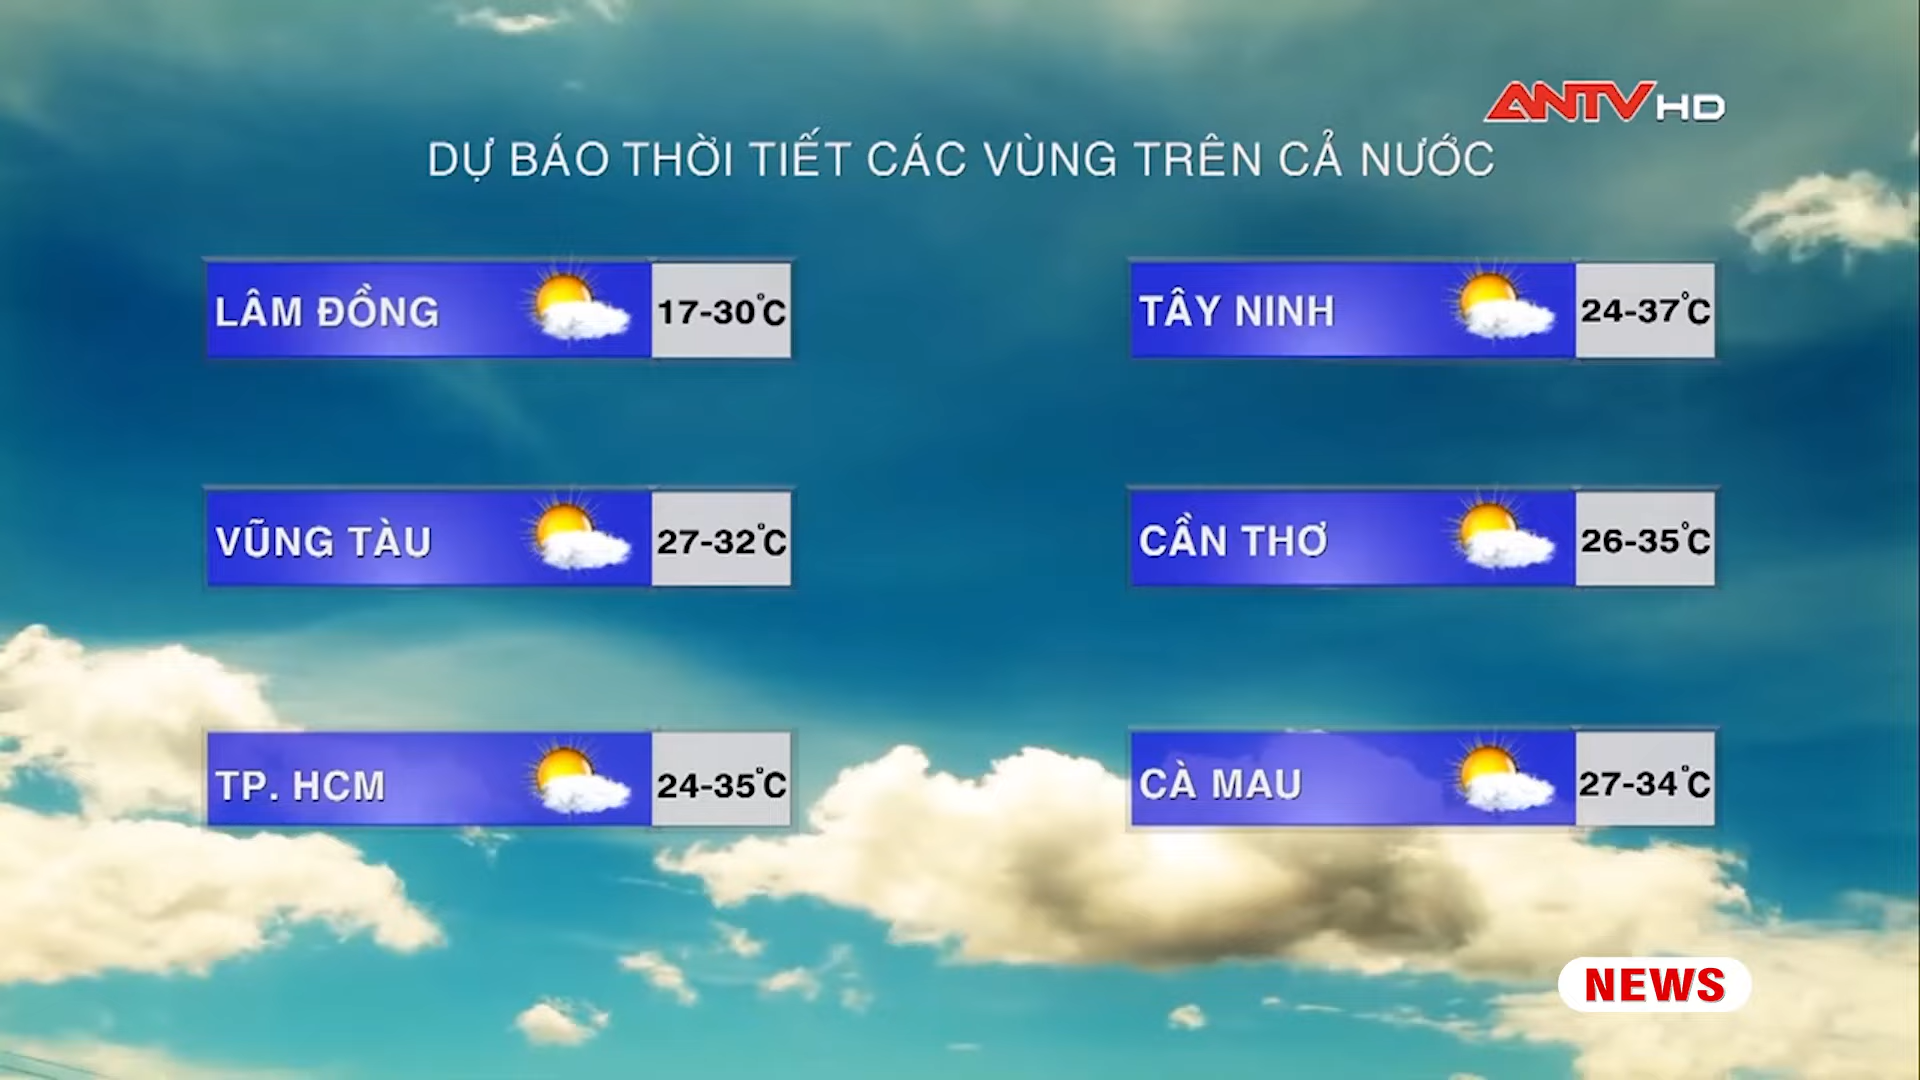 ANTV HD
DỰ BÁO THỜI TIẾT CÁC VÙNG TRÊN CẢ NƯỚC
LÂM ĐỒNG 17-30°C
TÂY NINH 24-37°C
VŨNG TÀU 27-32°C
CẦN THƠ 26-35°C
TP. HCM 24-35°C
CÀ MAU 27-34°C
NEWS